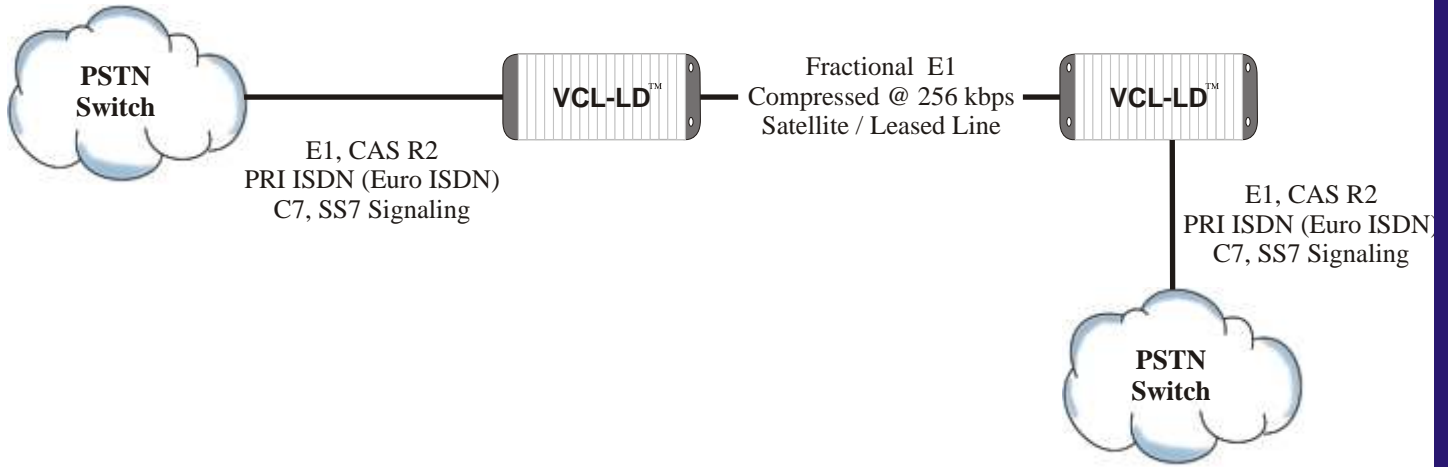 PSTN
Switch
E1, CAS R2
PRI ISDN (Euro ISDN)
C7, SS7 Signaling
VCL-LD™
Fractional E1
Compressed @ 256 kbps
Satellite / Leased Line
VCL-LD™
E1, CAS R2
PRI ISDN (Euro ISDN)
C7, SS7 Signaling
PSTN
Switch